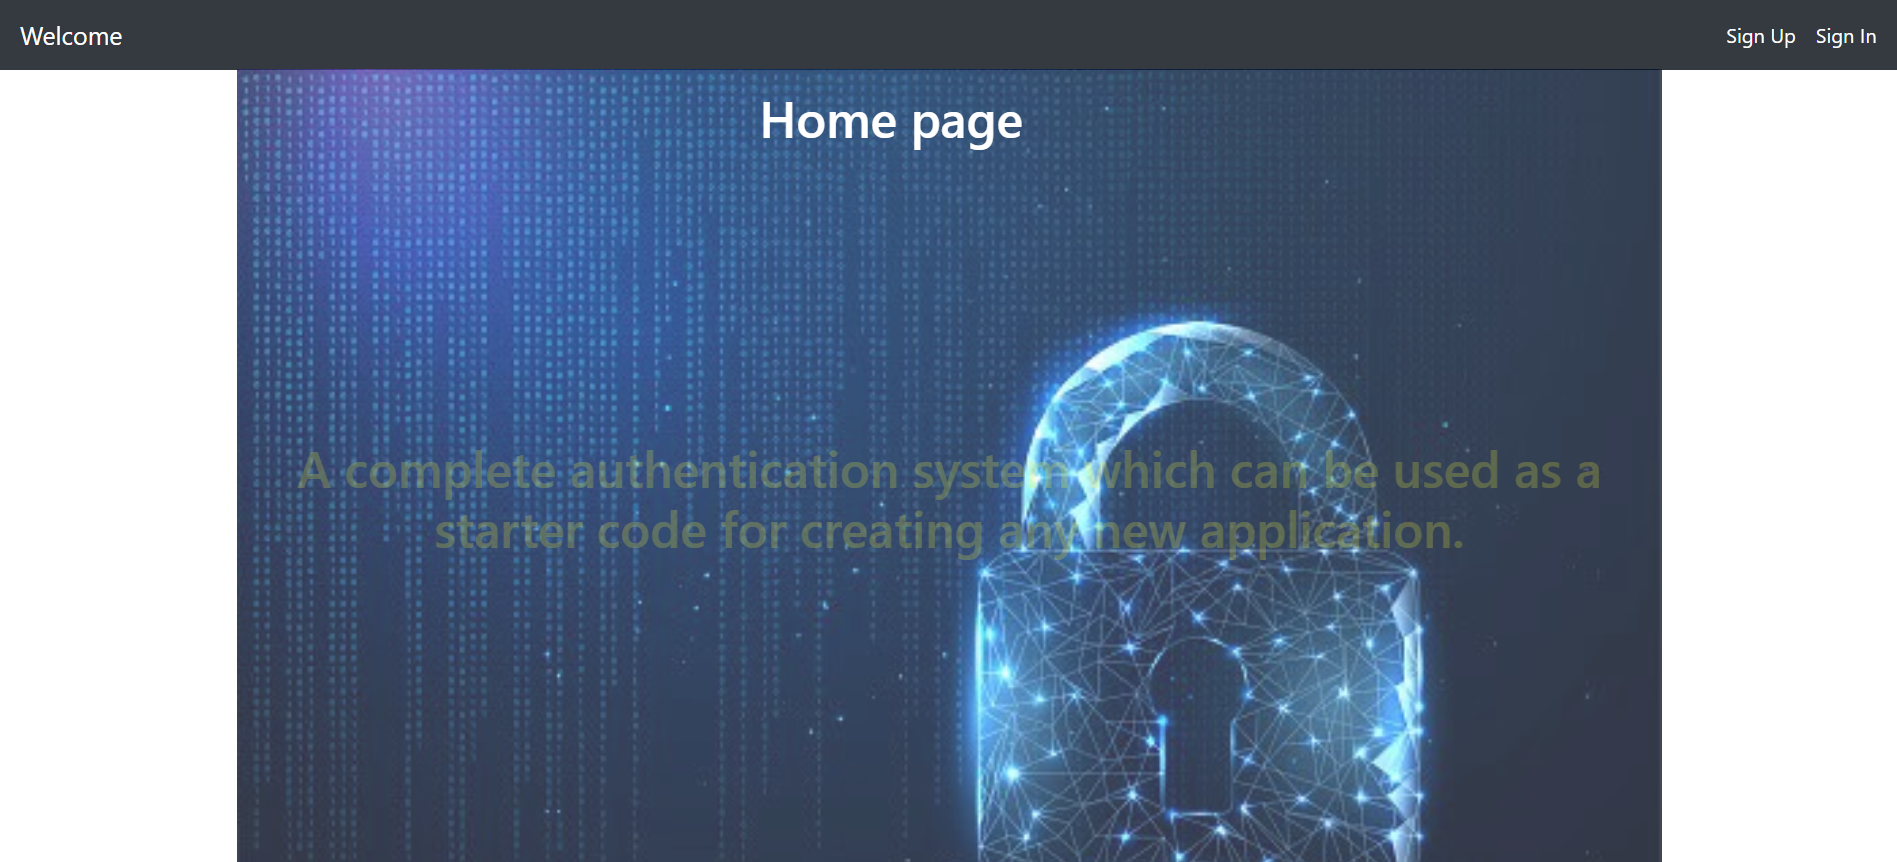 Welcome
Sign Up
Sign In
Home page
A complete authentication system which can be used as a
starter code for creating any new application.